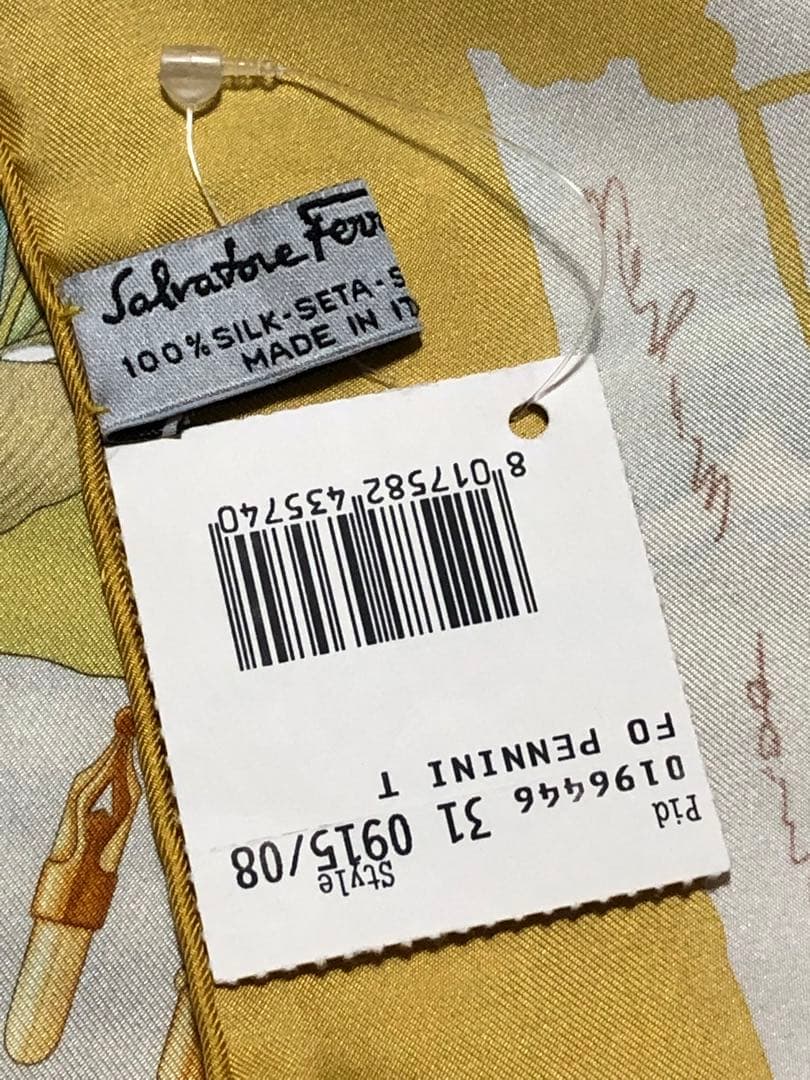 Salvatore Ferr
100%SILK-SETA-S
MADE IN IT
Pid Style
0196446 31 0915/08
FO PENNINI T
8 017582 435740